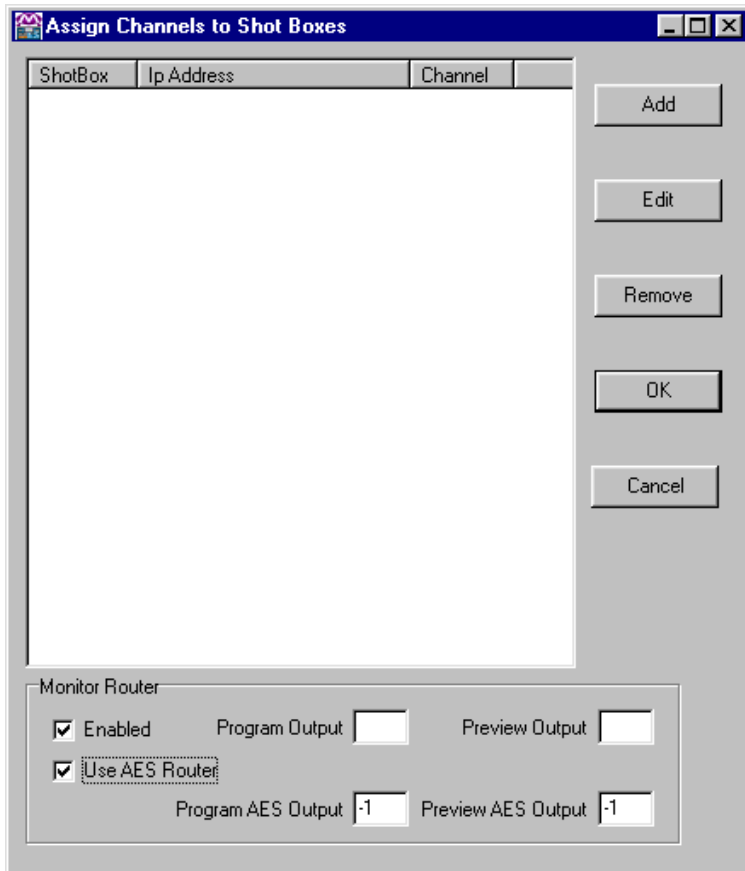 Assign Channels to Shot Boxes
ShotBox Ip Address Channel
Add
Edit
Remove
OK
Cancel
Monitor Router
Enabled Program Output Preview Output
Use AES Router
Program AES Output -1 Preview AES Output -1